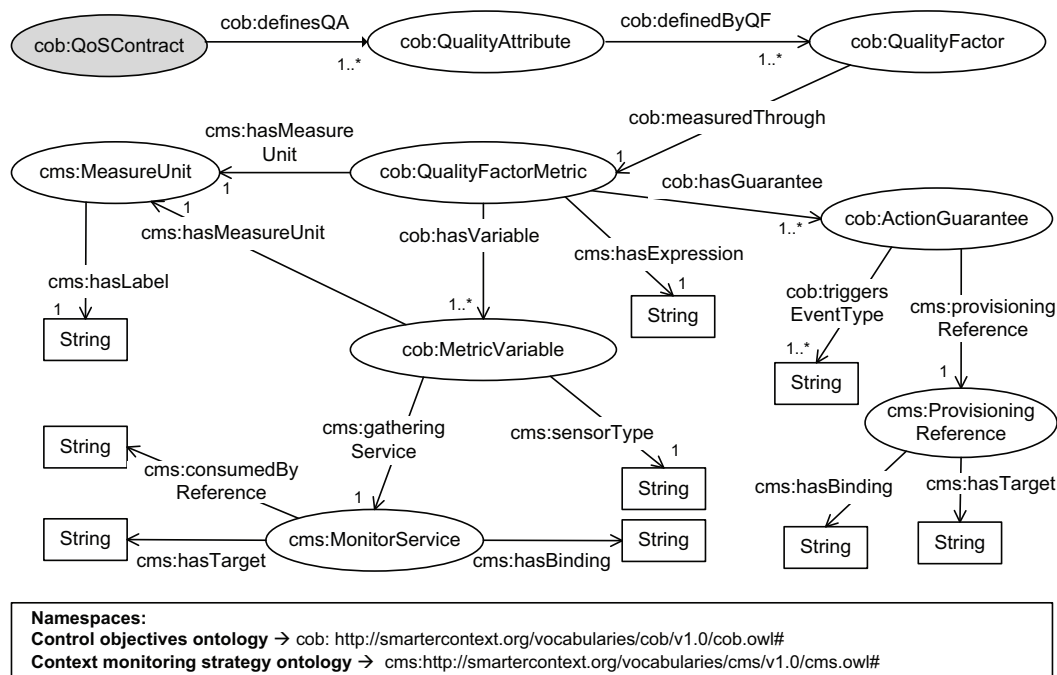 cob:definesQA
cob:definedByQF
cob:QoSContract
cob:QualityAttribute
cob:QualityFactor
1..*
1..*
cob:measuredThrough
cms:hasMeasure
Unit
1
cms:MeasureUnit
cob:QualityFactorMetric
1
cob:hasGuarantee
1
cms:hasMeasureUnit
cob:hasVariable
1..*
cob:ActionGuarantee
cms:hasExpression
cms:hasLabel
1
1
cob:triggers
EventType
cms:provisioning
Reference
String
1..*
String
cob:MetricVariable
1..*
1
String
cms:Provisioning
Reference
cms:gathering
Service
cms:sensorType
String
1
cms:consumedBy
Reference
String
cms:hasBinding
cms:hasTarget
1
String
cms:MonitorService
String
String
String
cms:hasTarget
cms:hasBinding
Namespaces:
Control objectives ontology → cob: http://smartercontext.org/vocabularies/cob/v1.0/cob.owl#
Context monitoring strategy ontology → cms:http://smartercontext.org/vocabularies/cms/v1.0/cms.owl#